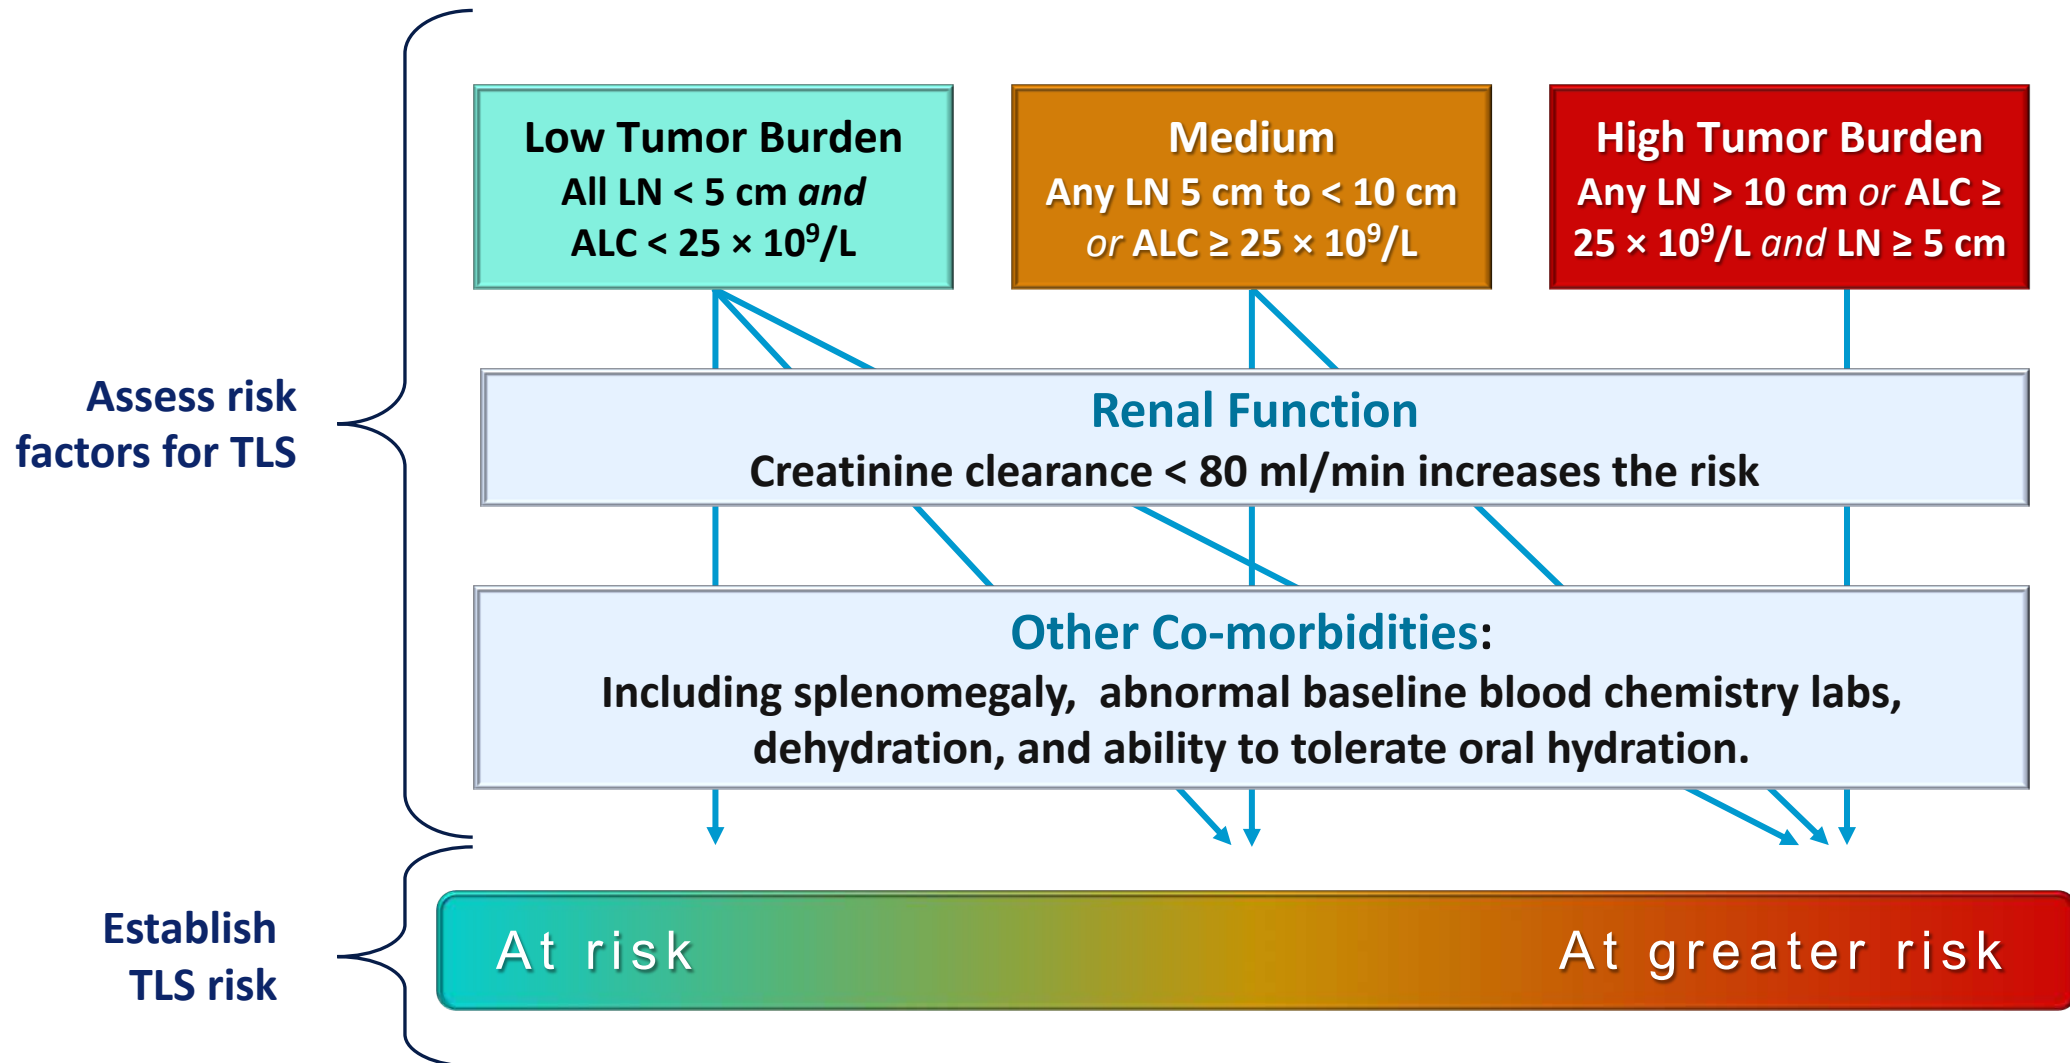 Low Tumor Burden
All LN < 5 cm and
ALC < 25 × 10⁹/L
Medium
Any LN 5 cm to < 10 cm
or ALC ≥ 25 × 10⁹/L
High Tumor Burden
Any LN > 10 cm or ALC ≥
25 × 10⁹/L and LN ≥ 5 cm
Assess risk
factors for TLS
Renal Function
Creatinine clearance < 80 ml/min increases the risk
Other Co-morbidities:
Including splenomegaly,  abnormal baseline blood chemistry labs,
dehydration, and ability to tolerate oral hydration.
Establish
TLS risk
At risk
At greater risk